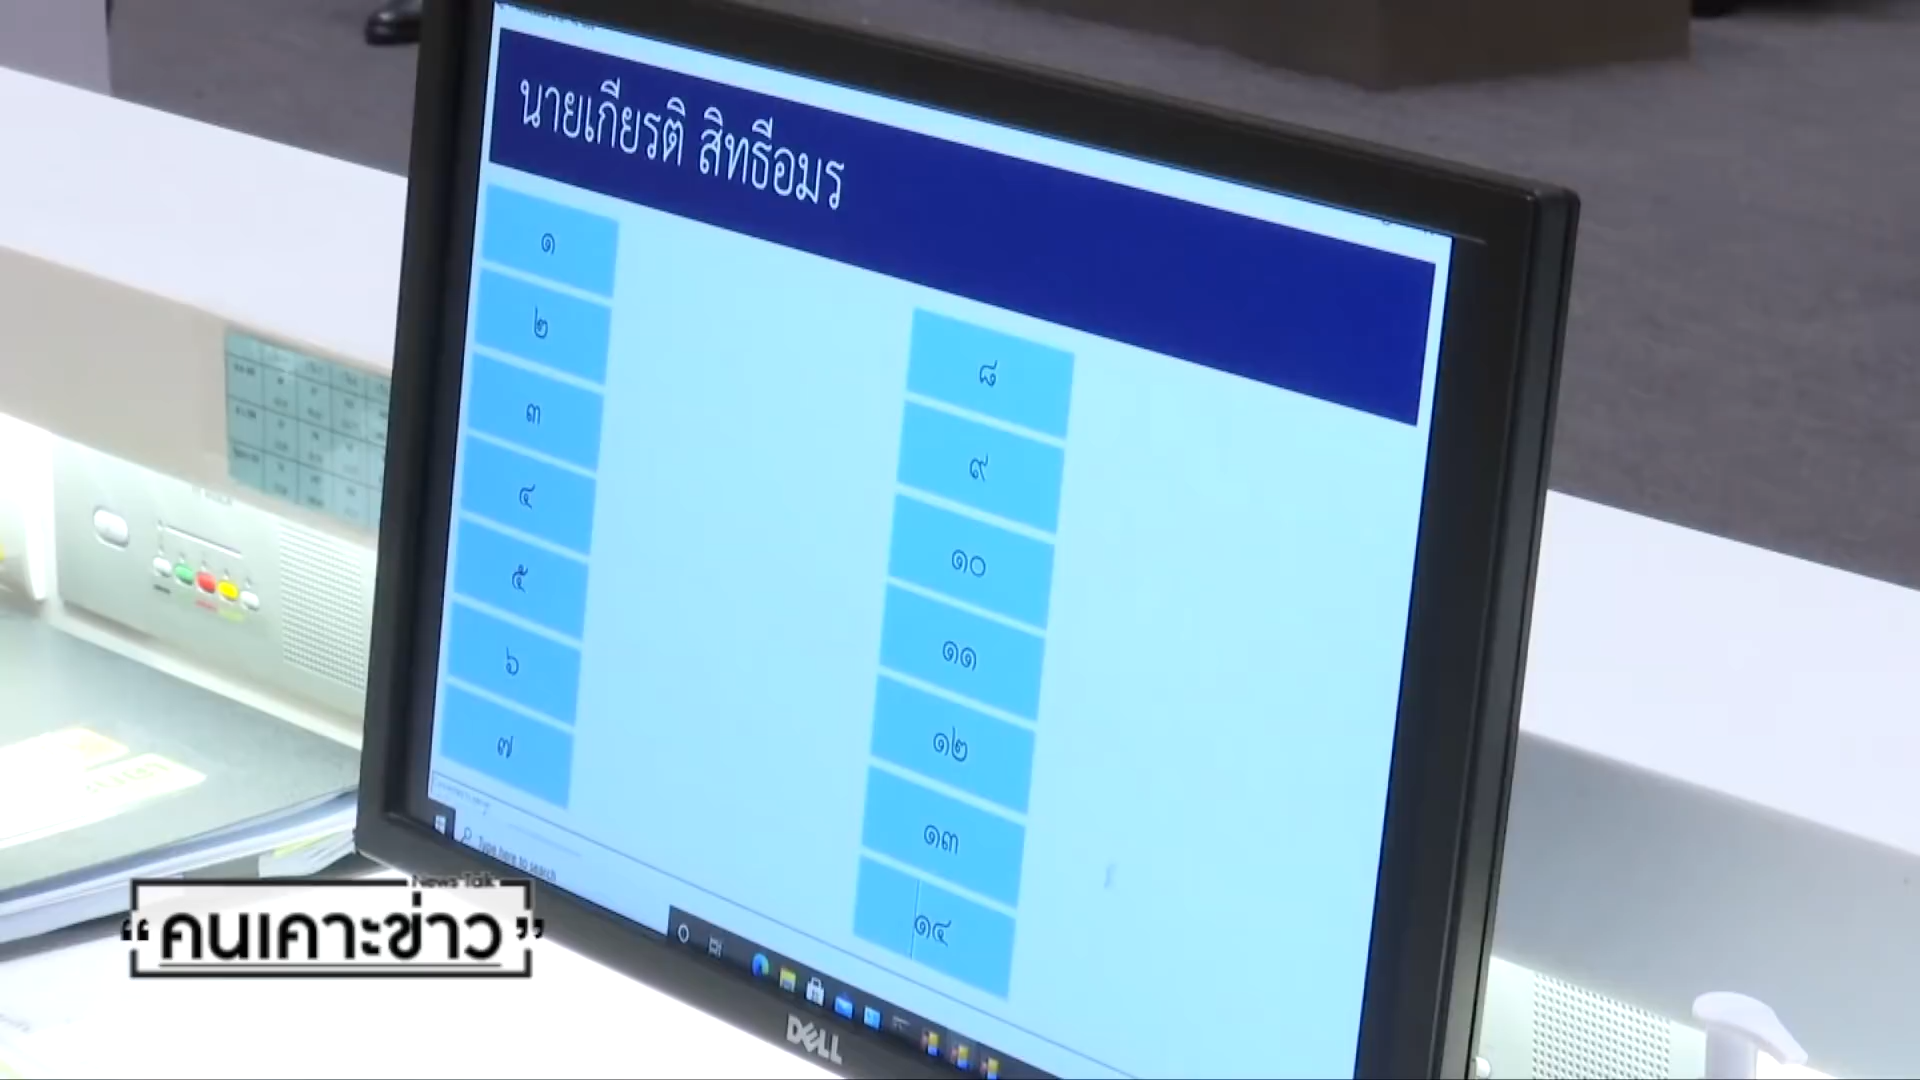 นายเกียรติ สิทธีอมร
๑
๒
๓
๔
๕
๖
๗
๘
๙
๑๐
๑๑
๑๒
๑๓
๑๔
Type here to search
DELL
News Talk
“คนเคาะข่าว”